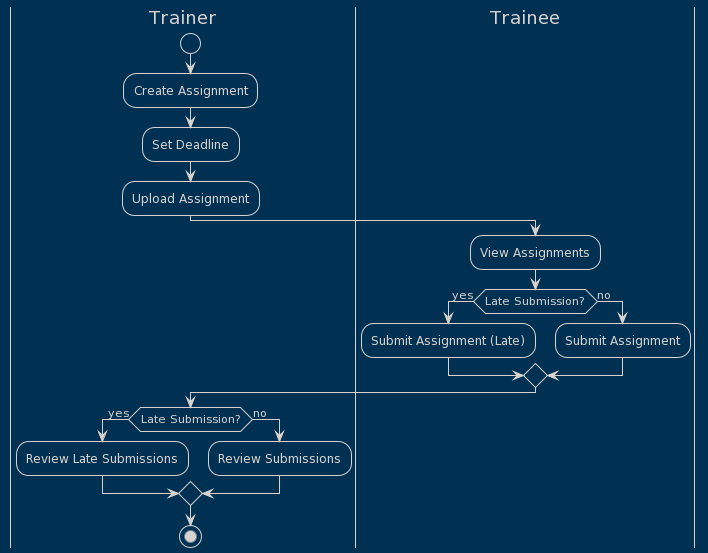 Trainer
Trainee
Create Assignment
Set Deadline
Upload Assignment
View Assignments
yes
Late Submission?
no
Submit Assignment (Late)
Submit Assignment
yes
Late Submission?
no
Review Late Submissions
Review Submissions